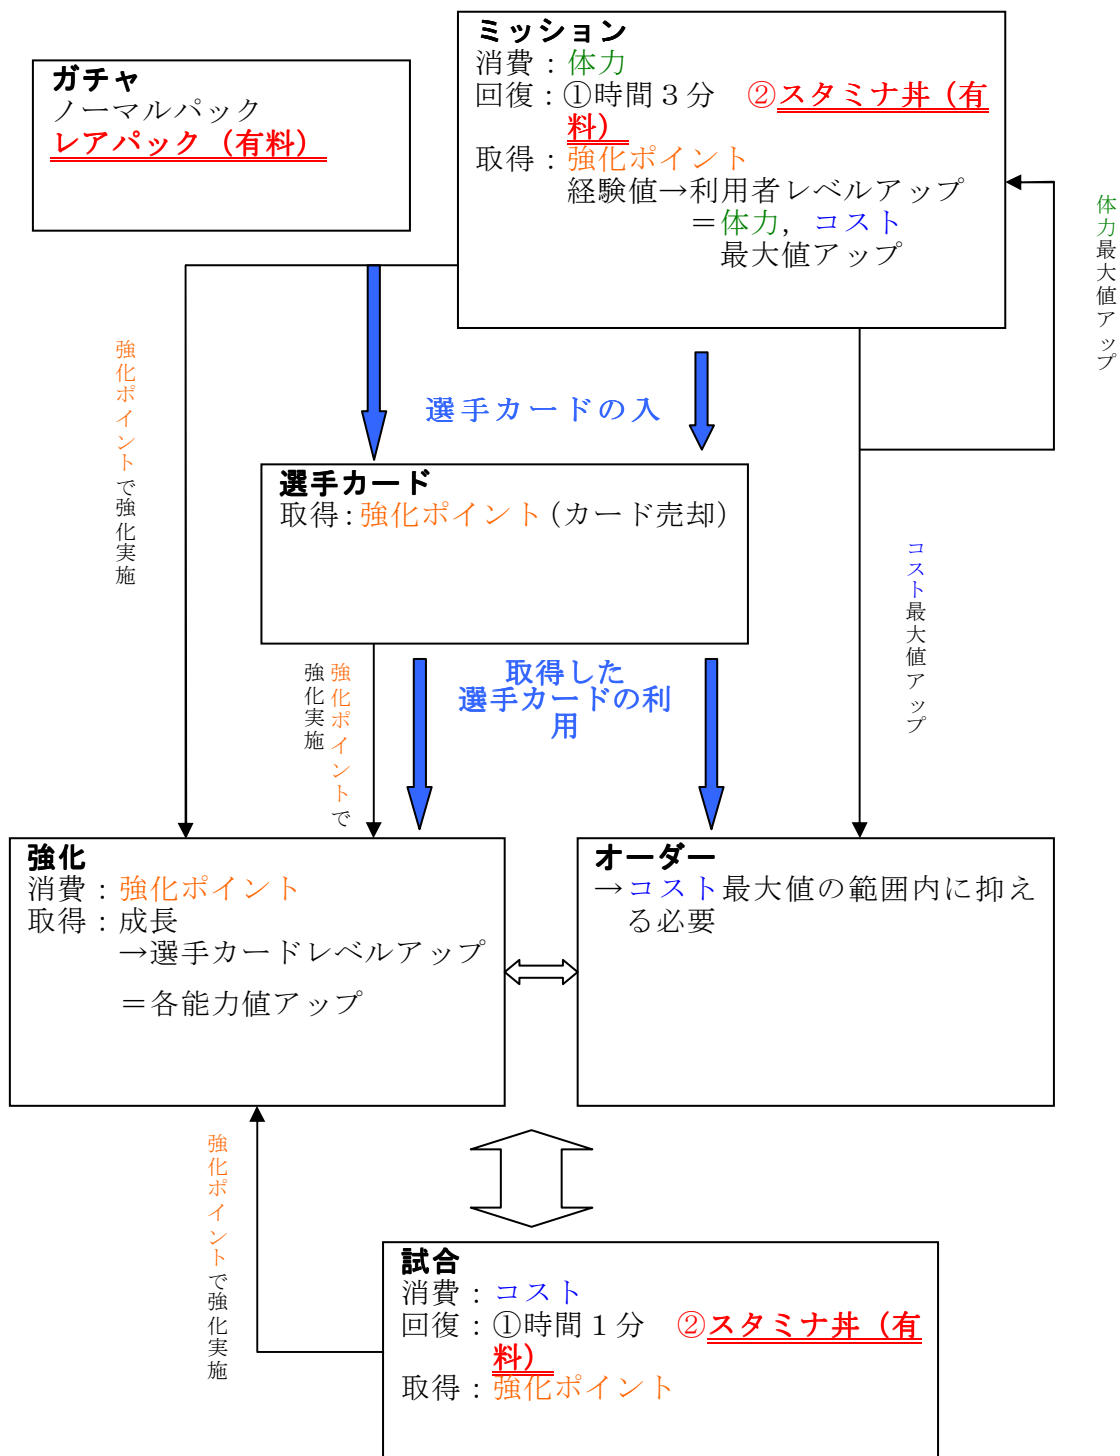 ガチャ
ノーマルパック
レアパック（有料）
ミッション
消費：体力
回復：①時間３分　②スタミナ丼（有
料）
取得：強化ポイント
経験値→利用者レベルアップ
＝体力，コスト
最大値アップ
体力最大値アップ
強化ポイントで強化実施
選手カードの入
選手カード
取得：強化ポイント（カード売却）
コスト最大値アップ
強化ポイントで
強化実施
取得した
選手カードの利
用
強化
消費：強化ポイント
取得：成長
→選手カードレベルアップ
＝各能力値アップ
オーダー
→コスト最大値の範囲内に抑え
る必要
強化ポイントで強化実施
試合
消費：コスト
回復：①時間１分　②スタミナ丼（有
料）
取得：強化ポイント